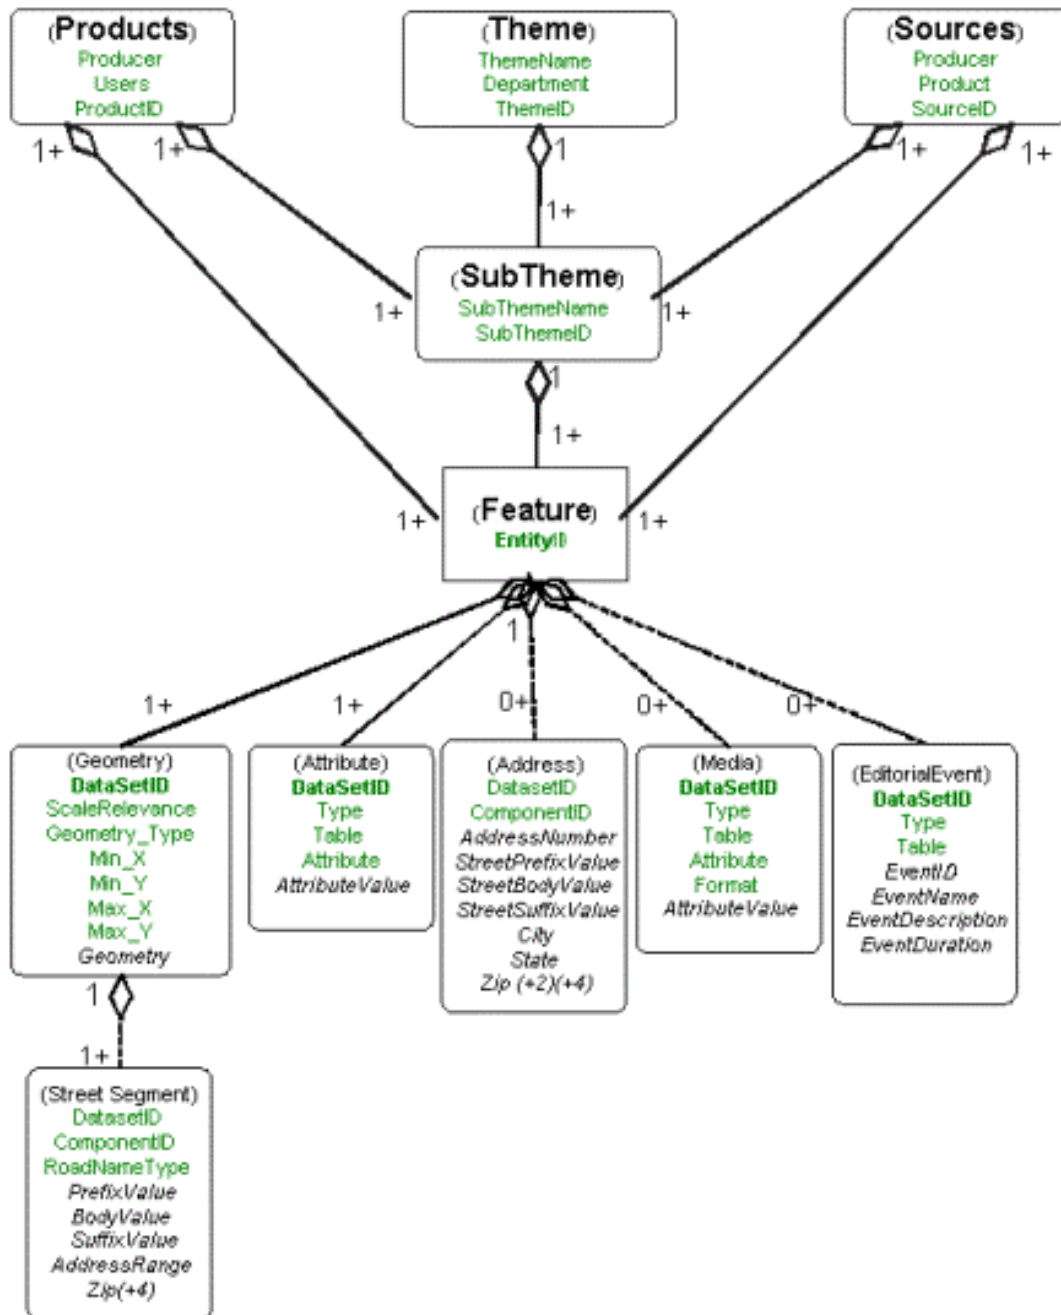 (Products)
Producer
Users
ProductID
(Theme)
ThemeName
Department
ThemeID
(Sources)
Producer
Product
SourceID
1+
1+
1
1+
1+
1+
(SubTheme)
SubThemeName
SubThemeID
1+
1+
1
1+
(Feature)
EntityID
1+
1+
1
1+
1+
0+
0+
0+
(Geometry)
DataSetID
ScaleRelevance
Geometry_Type
Min_X
Min_Y
Max_X
Max_Y
Geometry
(Attribute)
DataSetID
Type
Table
Attribute
AttributeValue
(Address)
DatasetID
ComponentID
AddressNumber
StreetPrefixValue
StreetBodyValue
StreetSuffixValue
City
State
Zip (+2)(+4)
(Media)
DataSetID
Type
Table
Attribute
Format
AttributeValue
(EditorialEvent)
DataSetID
Type
Table
EventID
EventName
EventDescription
EventDuration
1
1+
(Street Segment)
DatasetID
ComponentID
RoadNameType
PrefixValue
BodyValue
SuffixValue
AddressRange
Zip(+4)